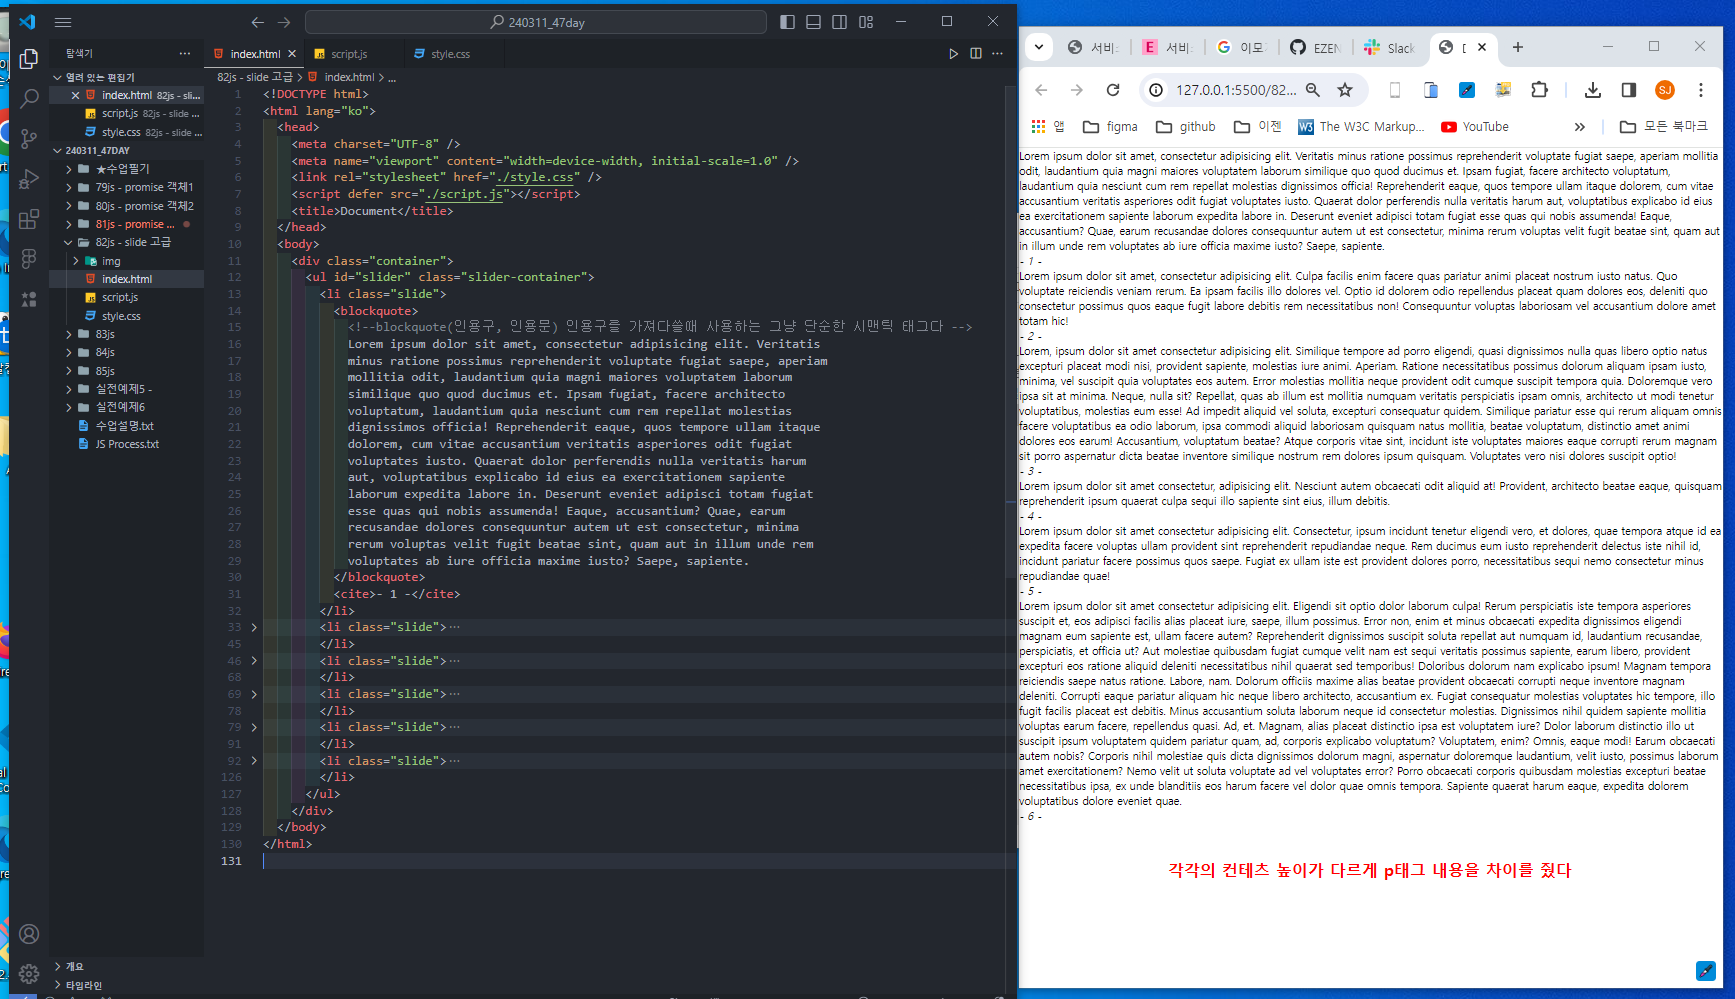 240311_47day
탐색기
index.html
script.js
style.css
열려 있는 편집기
index.html 82js - sli...
script.js 82js - slide ...
style.css 82js - slide ...
240311_47DAY
★수업필기
79js - promise 객체1
80js - promise 객체2
81js - promise ...
82js - slide 고급
img
index.html
script.js
style.css
83js
84js
85js
실전예제5 -
실전예제6
수업설명.txt
JS Process.txt
개요
타임라인
82js - slide 고급 > index.html > ...
1 <!DOCTYPE html>
2 <html lang="ko">
3 <head>
4 <meta charset="UTF-8" />
5 <meta name="viewport" content="width=device-width, initial-scale=1.0" />
6 <link rel="stylesheet" href="./style.css" />
7 <script defer src="./script.js"></script>
8 <title>Document</title>
9 </head>
10 <body>
11 <div class="container">
12 <ul id="slider" class="slider-container">
13 <li class="slide">
14 <blockquote>
15 <!--blockquote(인용구, 인용문) 인용구를 가져다쓸때 사용하는 그냥 단순한 시맨틱 태그다 -->
16 Lorem ipsum dolor sit amet, consectetur adipisicing elit. Veritatis
17 minus ratione possimus reprehenderit voluptate fugiat saepe, aperiam
18 mollitia odit, laudantium quia magni maiores voluptatem laborum
19 similique quo quod ducimus et. Ipsam fugiat, facere architecto
20 voluptatum, laudantium quia nesciunt cum rem repellat molestias
21 dignissimos officia! Reprehenderit eaque, quos tempore ullam itaque
22 dolorem, cum vitae accusantium veritatis asperiores odit fugiat
23 voluptates iusto. Quaerat dolor perferendis nulla veritatis harum
24 aut, voluptatibus explicabo id eius ea exercitationem sapiente
25 laborum expedita labore in. Deserunt eveniet adipisci totam fugiat
26 esse quas qui nobis assumenda! Eaque, accusantium? Quae, earum
27 recusandae dolores consequuntur autem ut est consectetur, minima
28 rerum voluptas velit fugit beatae sint, quam aut in illum unde rem
29 voluptates ab iure officia maxime iusto? Saepe, sapiente.
30 </blockquote>
31 <cite>- 1 -</cite>
32 </li>
33 <li class="slide">...
45 </li>
46 <li class="slide">...
68 </li>
69 <li class="slide">...
78 </li>
79 <li class="slide">...
91 </li>
92 <li class="slide">...
126 </li>
127 </ul>
128 </div>
129 </body>
130 </html>
131
서비스
서비
이모
EZEN
Slack
127.0.0.1:5500/82...
SJ
앱
figma
github
이젠
The W3C Markup...
YouTube
모든 북마크
Lorem ipsum dolor sit amet, consectetur adipisicing elit. Veritatis minus ratione possimus reprehenderit voluptate fugiat saepe, aperiam mollitia
odit, laudantium quia magni maiores voluptatem laborum similique quo quod ducimus et. Ipsam fugiat, facere architecto voluptatum,
laudantium quia nesciunt cum rem repellat molestias dignissimos officia! Reprehenderit eaque, quos tempore ullam itaque dolorem, cum vitae
accusantium veritatis asperiores odit fugiat voluptates iusto. Quaerat dolor perferendis nulla veritatis harum aut, voluptatibus explicabo id eius
ea exercitationem sapiente laborum expedita labore in. Deserunt eveniet adipisci totam fugiat esse quas qui nobis assumenda! Eaque,
accusantium? Quae, earum recusandae dolores consequuntur autem ut est consectetur, minima rerum voluptas velit fugit beatae sint, quam aut
in illum unde rem voluptates ab iure officia maxime iusto? Saepe, sapiente.
- 1 -
Lorem ipsum dolor sit amet, consectetur adipisicing elit. Culpa facilis enim facere quas pariatur animi placeat nostrum iusto natus. Quo
voluptate reiciendis veniam rerum. Ea ipsam facilis illo dolores vel. Optio id dolorem odio repellendus placeat quam dolores eos, deleniti quo
consectetur possimus quos eaque fugit labore debitis rem necessitatibus non! Consequuntur voluptas laboriosam vel accusantium dolore amet
totam hic!
- 2 -
Lorem, ipsum dolor sit amet consectetur adipisicing elit. Similique tempore ad porro eligendi, quasi dignissimos nulla quas libero optio natus
excepturi placeat modi nisi, provident sapiente, molestias iure animi. Aperiam. Ratione necessitatibus possimus dolorum aliquam ipsam iusto,
minima, vel suscipit quia voluptates eos autem. Error molestias mollitia neque provident odit cumque suscipit tempora quia. Doloremque vero
ipsa sit at minima. Neque, nulla sit? Repellat, quas ab illum est mollitia numquam veritatis perspiciatis ipsam omnis, architecto ut modi tenetur
voluptatibus, molestias eum esse! Ad impedit aliquid vel soluta, excepturi consequatur quidem. Similique pariatur esse qui rerum aliquam omnis
facere voluptatibus ea odio laborum, ipsa commodi aliquid laboriosam quisquam natus mollitia, beatae voluptatum, distinctio amet animi
dolores eos earum! Accusantium, voluptatum beatae? Atque corporis vitae sint, incidunt iste voluptates maiores eaque corrupti rerum magnam
sit porro aspernatur dicta beatae inventore similique nostrum rem dolores ipsum quisquam. Voluptates vero nisi dolores suscipit optio!
- 3 -
Lorem ipsum dolor sit amet consectetur, adipisicing elit. Nesciunt autem obcaecati odit aliquid at! Provident, architecto beatae eaque, quisquam
reprehenderit ipsum quaerat culpa sequi illo sapiente sint eius, illum debitis.
- 4 -
Lorem ipsum dolor sit amet consectetur adipisicing elit. Consectetur, ipsum incidunt tenetur eligendi vero, et dolores, quae tempora atque id ea
expedita facere voluptas ullam provident sint reprehenderit repudiandae neque. Rem ducimus eum iusto reprehenderit delectus iste nihil id,
incidunt pariatur facere possimus quos saepe. Fugiat ex ullam iste est provident dolores porro, necessitatibus sequi nemo consectetur minus
repudiandae quae!
- 5 -
Lorem ipsum dolor sit amet consectetur adipisicing elit. Eligendi sit optio dolor laborum culpa! Rerum perspiciatis iste tempora asperiores
suscipit et, eos adipisci facilis alias placeat iure, saepe, illum possimus. Error non, enim et minus obcaecati expedita dignissimos eligendi
magnam eum sapiente est, ullam facere autem? Reprehenderit dignissimos suscipit soluta repellat aut numquam id, laudantium recusandae,
perspiciatis, et officia ut? Aut molestiae quibusdam fugiat cumque velit nam est sequi veritatis possimus sapiente, earum libero, provident
excepturi eos ratione aliquid deleniti necessitatibus nihil quaerat sed temporibus! Doloribus dolorum nam explicabo ipsum! Magnam tempora
reiciendis saepe natus ratione. Labore, nam. Dolorum officiis maxime alias beatae provident obcaecati corrupti neque inventore magnam
deleniti. Corrupti eaque pariatur aliquam hic neque libero architecto, accusantium ex. Fugiat consequatur molestias voluptates hic tempore, illo
fugit facilis placeat est debitis. Minus accusantium soluta laborum neque id consectetur molestias. Dignissimos nihil quidem sapiente mollitia
voluptas earum facere, repellendus quasi. Ad, et. Magnam, alias placeat distinctio ipsa est voluptatem iure? Dolor laborum distinctio illo ut
suscipit ipsum voluptatem quidem pariatur quam, ad, corporis explicabo voluptatum? Voluptatem, enim? Omnis, eaque modi! Earum obcaecati
autem nobis? Corporis nihil molestiae quis dicta dignissimos dolorum magni, aspernatur doloremque laudantium, velit iusto, possimus laborum
amet exercitationem? Nemo velit ut soluta voluptate ad vel voluptates error? Porro obcaecati corporis quibusdam molestias excepturi beatae
necessitatibus ipsa, ex unde blanditiis eos harum facere vel dolor quae omnis tempora. Sapiente quaerat harum eaque, expedita dolorem
voluptatibus dolore eveniet quae.
- 6 -
각각의 컨테츠 높이가 다르게 p태그 내용을 차이를 줬다